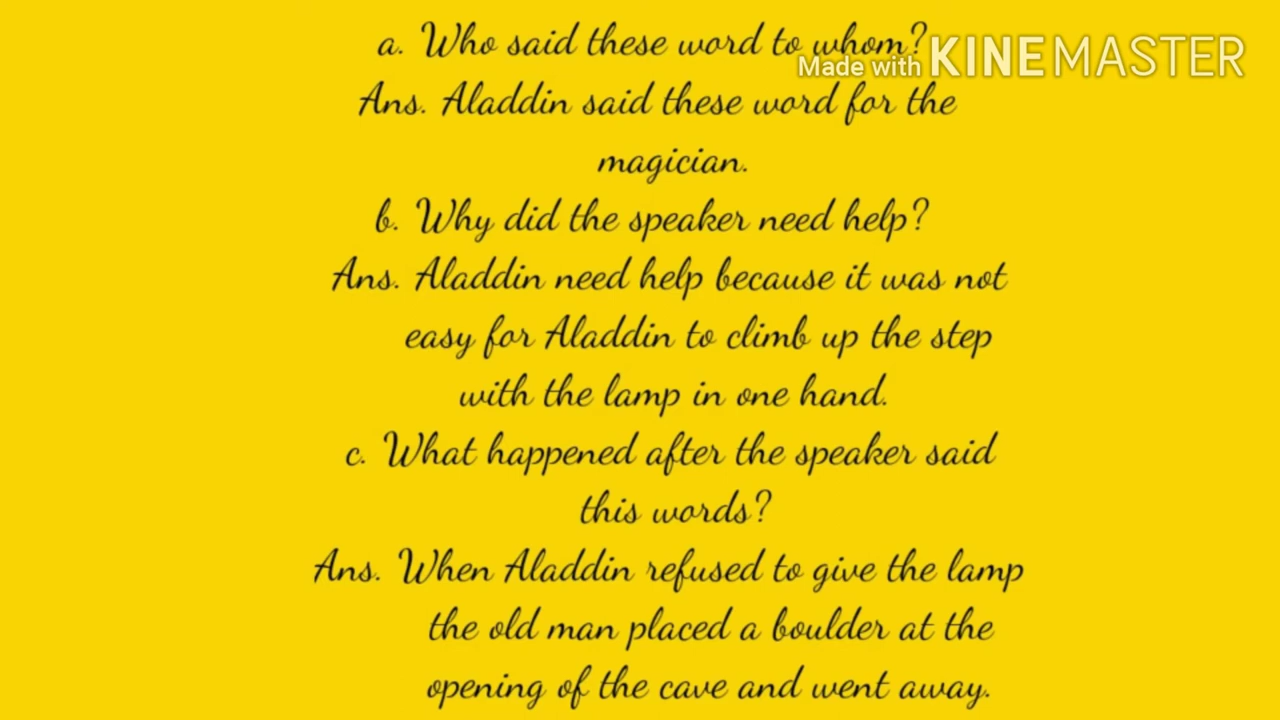 a. Who said these word to whom?
Made with KINEMASTER
Ans. Aladdin said these word for the
magician.
b. Why did the speaker need help?
Ans. Aladdin need help because it was not
easy for Aladdin to climb up the step
with the lamp in one hand.
c. What happened after the speaker said
this words?
Ans. When Aladdin refused to give the lamp
the old man placed a boulder at the
opening of the cave and went away.